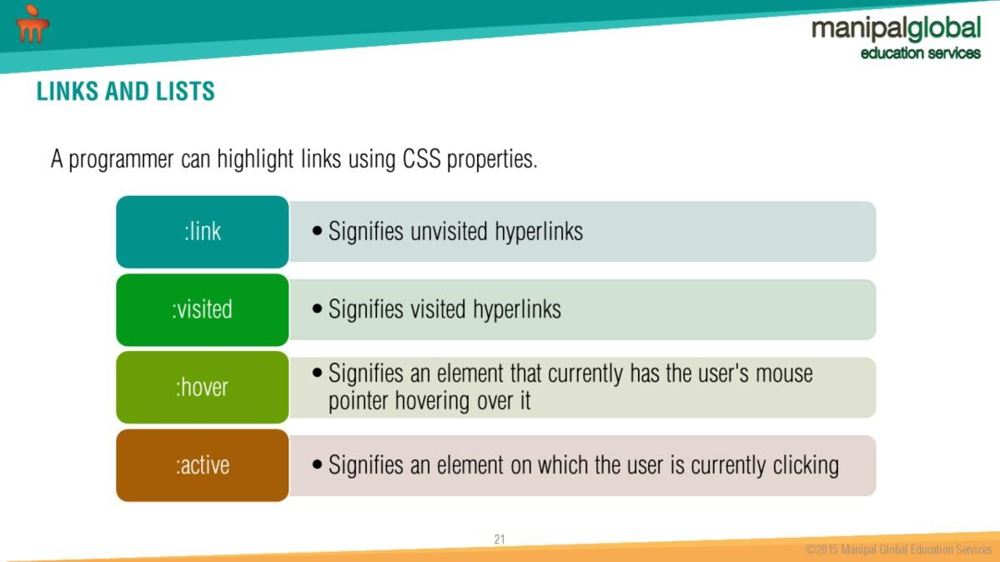 manipalglobal
education services
LINKS AND LISTS
A programmer can highlight links using CSS properties.
:link
• Signifies unvisited hyperlinks
:visited
• Signifies visited hyperlinks
:hover
• Signifies an element that currently has the user's mouse
pointer hovering over it
:active
• Signifies an element on which the user is currently clicking
21
©2015 Manipal Global Education Services